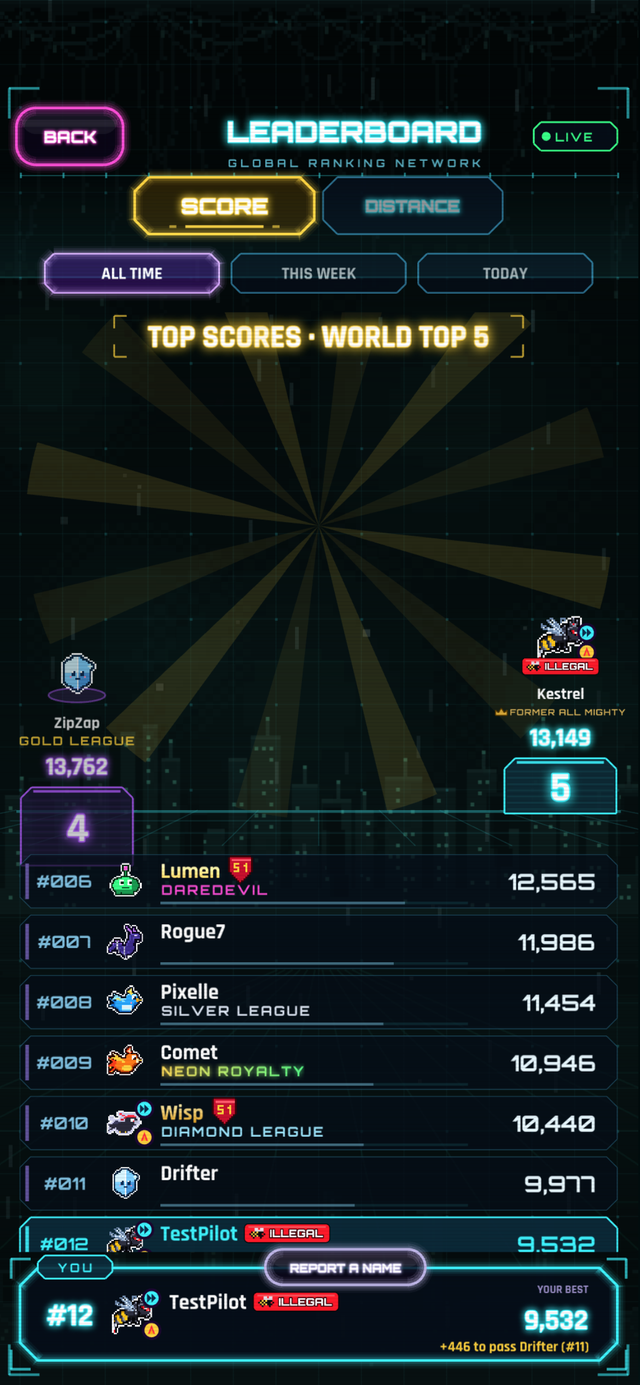 BACK
LEADERBOARD
GLOBAL RANKING NETWORK
LIVE
SCORE
DISTANCE
ALL TIME
THIS WEEK
TODAY
TOP SCORES · WORLD TOP 5
ZipZap
GOLD LEAGUE
13,762
4
ILLEGAL
Kestrel
FORMER ALL MIGHTY
13,149
5
#006
Lumen
S1
DAREDEVIL
12,565
#007
Rogue7
11,986
#008
Pixelle
SILVER LEAGUE
11,454
#009
Comet
NEON ROYALTY
10,946
#010
Wisp
S1
DIAMOND LEAGUE
10,440
#011
Drifter
9,977
#012
TestPilot
ILLEGAL
9,532
YOU
REPORT A NAME
#12
TestPilot
ILLEGAL
YOUR BEST
9,532
+446 to pass Drifter (#11)